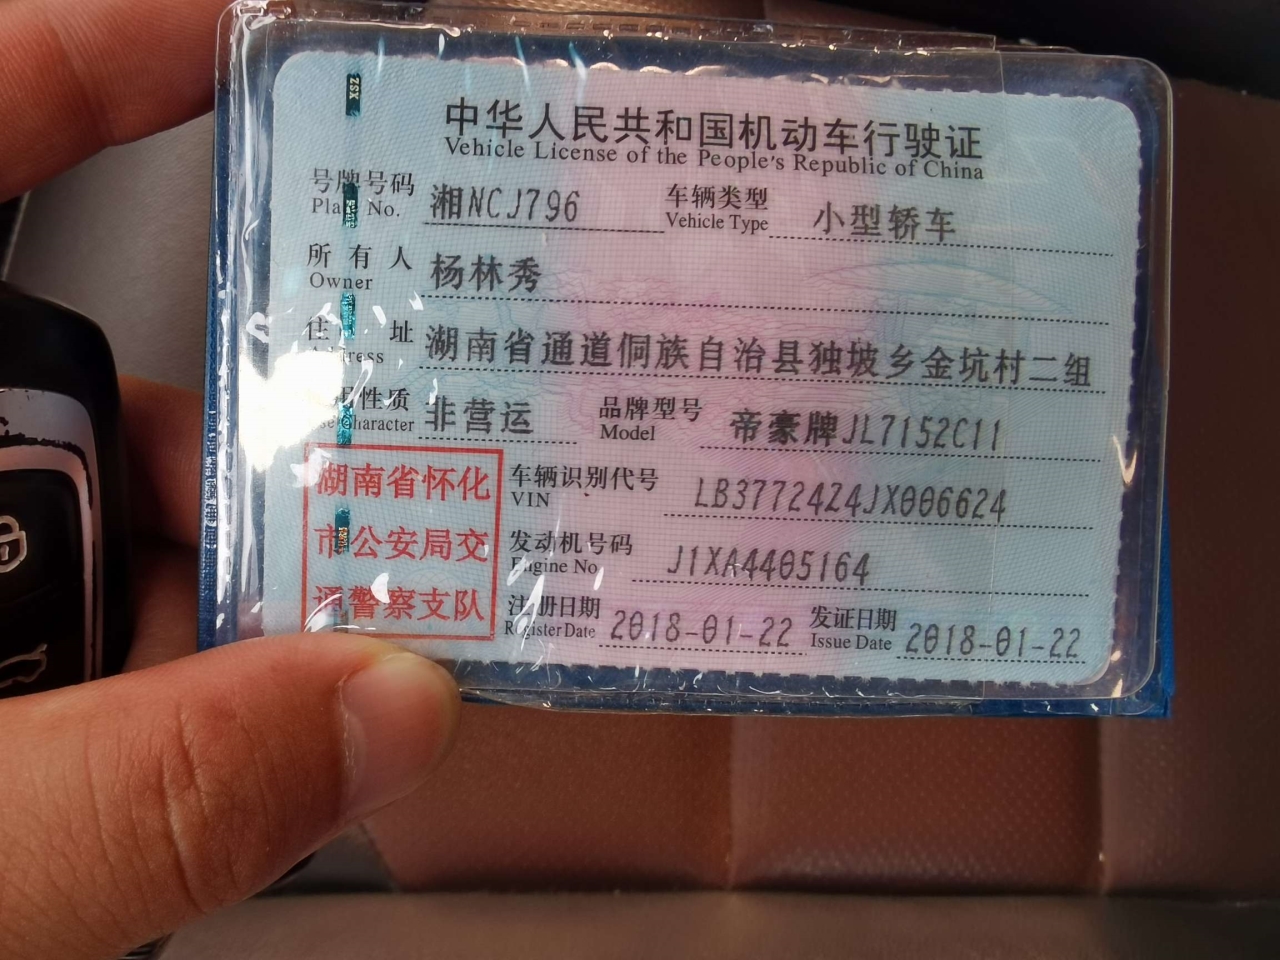 中华人民共和国机动车行驶证
Vehicle License of the People's Republic of China
号牌号码 湘NCJ796 车辆类型 小型轿车
No. Vehicle Type
所有人 杨林秀
Owner
住址 湖南省通道侗族自治县独坡乡金坑村二组
性质 非营运 品牌型号 帝豪牌JL7152C11
Character Model
湖南省怀化
市公安局交
通警察支队
车辆识别代号 LB37724Z4JX006624
VIN
发动机号码 J1XA4405164
Engine No
注册日期 2018-01-22 发证日期 2018-01-22
Register Date Issue Date
ZSX